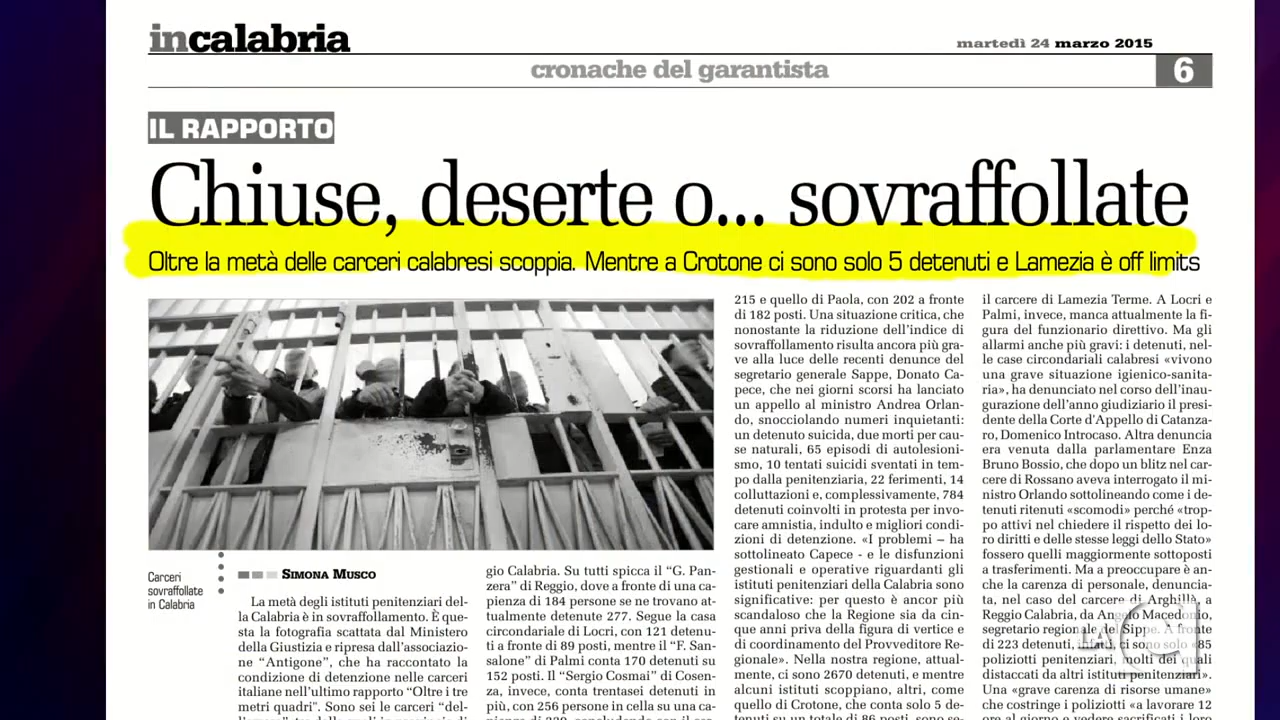 incalabria
martedì 24 marzo 2015
cronache del garantista
6
IL RAPPORTO
Chiuse, deserte o... sovraffollate
Oltre la metà delle carceri calabresi scoppia. Mentre a Crotone ci sono solo 5 detenuti e Lamezia è off limits
Carceri
sovraffollate
in Calabria
SIMONA MUSCO
La metà degli istituti penitenziari del-
la Calabria è in sovraffollamento. È que-
sta la fotografia scattata dal Ministero
della Giustizia e ripresa dall'associazio-
ne "Antigone", che ha raccontato la
condizione di detenzione nelle carceri
italiane nell'ultimo rapporto "Oltre i tre
metri quadri". Sono sei le carceri "del-
gio Calabria. Su tutti spicca il "G. Pan-
zera" di Reggio, dove a fronte di una ca-
pienza di 184 persone se ne trovano at-
tualmente detenute 277. Segue la casa
circondariale di Locri, con 121 detenu-
ti a fronte di 89 posti, mentre il "F. San-
salone" di Palmi conta 170 detenuti su
152 posti. Il "Sergio Cosmai" di Cosen-
za, invece, conta trentasei detenuti in
più, con 256 persone in cella su una ca-
215 e quello di Paola, con 202 a fronte
di 182 posti. Una situazione critica, che
nonostante la riduzione dell'indice di
sovraffollamento risulta ancora più gra-
ve alla luce delle recenti denunce del
segretario generale Sappe, Donato Ca-
pece, che nei giorni scorsi ha lanciato
un appello al ministro Andrea Orlan-
do, snocciolando numeri inquietanti:
un detenuto suicida, due morti per cau-
se naturali, 65 episodi di autolesioni-
smo, 10 tentati suicidi sventati in tem-
po dalla penitenziaria, 22 ferimenti, 14
colluttazioni e, complessivamente, 784
detenuti coinvolti in protesta per invo-
care amnistia, indulto e migliori condi-
zioni di detenzione. «I problemi – ha
sottolineato Capece - e le disfunzioni
gestionali e operative riguardanti gli
istituti penitenziari della Calabria sono
significative: per questo è ancor più
scandaloso che la Regione sia da cin-
que anni priva della figura di vertice e
di coordinamento del Provveditore Re-
gionale». Nella nostra regione, attual-
mente, ci sono 2670 detenuti, e mentre
alcuni istituti scoppiano, altri, come
quello di Crotone, che conta solo 5 de-
tenuti su un totale di 86 posti, sono se-
il carcere di Lamezia Terme. A Locri e
Palmi, invece, manca attualmente la fi-
gura del funzionario direttivo. Ma gli
allarmi anche più gravi: i detenuti, nel-
le case circondariali calabresi «vivono
una grave situazione igienico-sanita-
ria», ha denunciato nel corso dell'inau-
gurazione dell'anno giudiziario il presi-
dente della Corte d'Appello di Catanza-
ro, Domenico Introcaso. Altra denuncia
era venuta dalla parlamentare Enza
Bruno Bossio, che dopo un blitz nel car-
cere di Rossano aveva interrogato il mi-
nistro Orlando sottolineando come i de-
tenuti ritenuti «scomodi» perché «trop-
po attivi nel chiedere il rispetto dei lo-
ro diritti e delle stesse leggi dello Stato»
fossero quelli maggiormente sottoposti
a trasferimenti. Ma a preoccupare è an-
che la carenza di personale, denuncia-
ta, nel caso del carcere di Arghillà, a
Reggio Calabria, da Macedonio,
segretario regionale del Sippe. A fronte
di 223 detenuti, ci sono solo 85
poliziotti penitenziari, molti dei quali
distaccati da altri istituti penitenziari».
Una «grave carenza di risorse umane»
che costringe i poliziotti «a lavorare 12
LA C